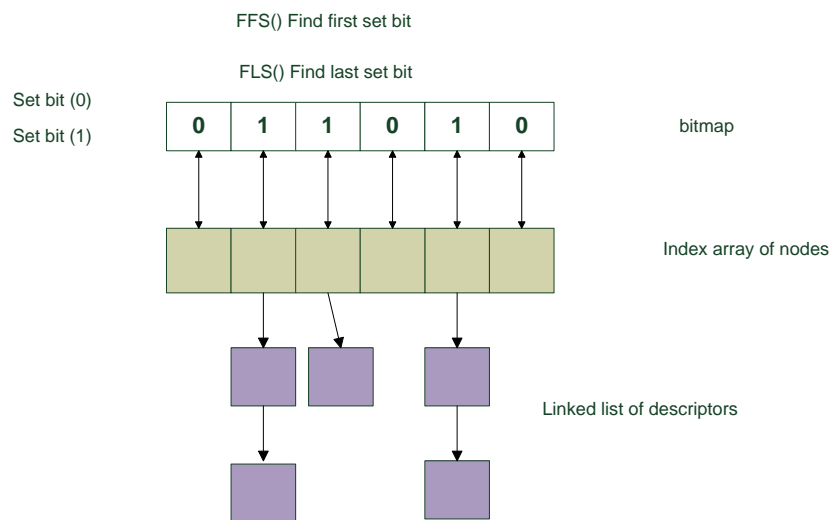 FFS() Find first set bit
FLS() Find last set bit
Set bit (0)
Set bit (1)
0 1 1 0 1 0
bitmap
Index array of nodes
Linked list of descriptors